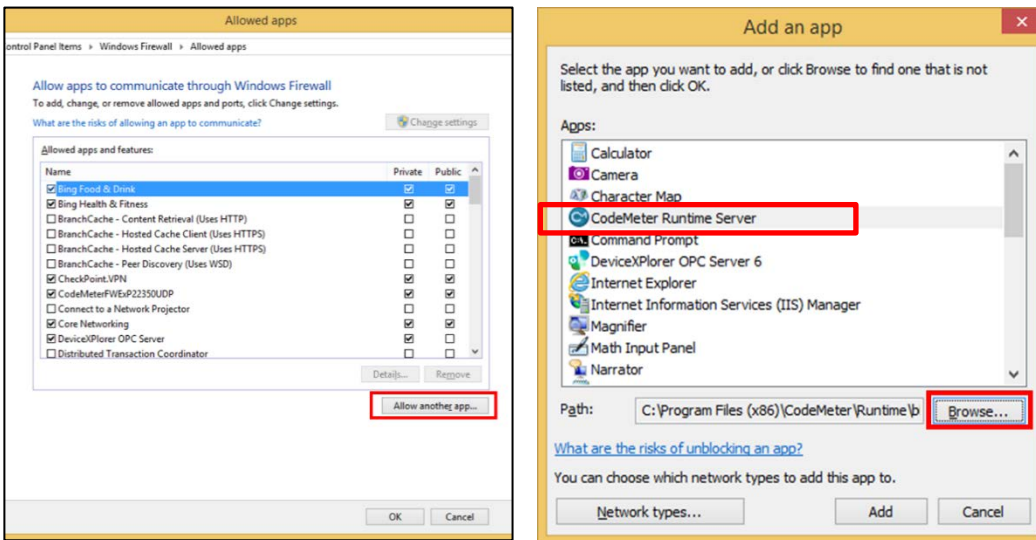 Allowed apps
ontrol Panel Items › Windows Firewall › Allowed apps
Allow apps to communicate through Windows Firewall
To add, change, or remove allowed apps and ports, click Change settings.
What are the risks of allowing an app to communicate?
Change settings
Allowed apps and features:
Name Private Public
Bing Food & Drink
Bing Health & Fitness
BranchCache - Content Retrieval (Uses HTTP)
BranchCache - Hosted Cache Client (Uses HTTPS)
BranchCache - Hosted Cache Server (Uses HTTPS)
BranchCache - Peer Discovery (Uses WSD)
CheckPoint.VPN
CodeMeterFWExP22350UDP
Connect to a Network Projector
Core Networking
DeviceXPlorer OPC Server
Distributed Transaction Coordinator
Details... Remove
Allow another app...
OK Cancel
Add an app
Select the app you want to add, or click Browse to find one that is not
listed, and then click OK.
Apps:
Calculator
Camera
Character Map
CodeMeter Runtime Server
Command Prompt
DeviceXPlorer OPC Server 6
Internet Explorer
Internet Information Services (IIS) Manager
Magnifier
Math Input Panel
Narrator
Path: C:\Program Files (x86)\CodeMeter\Runtime\b Browse...
What are the risks of unblocking an app?
You can choose which network types to add this app to.
Network types... Add Cancel